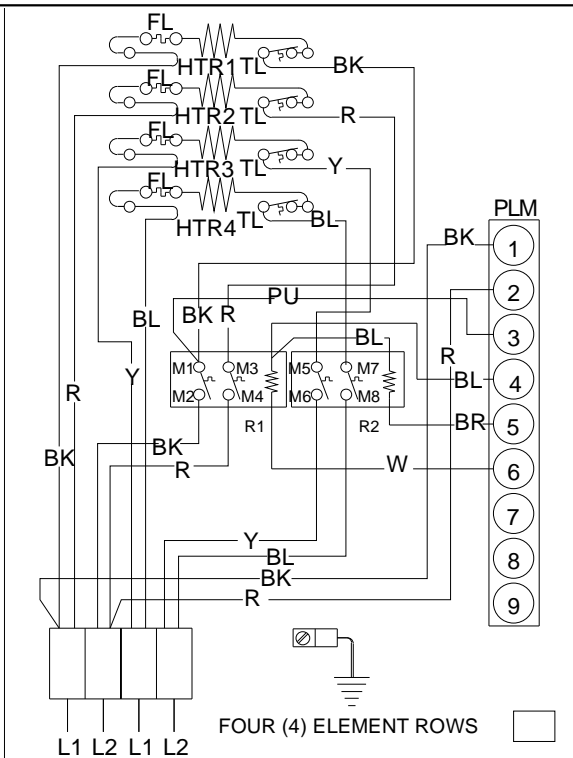 FL
HTR1 TL BK
FL
HTR2 TL R
FL
HTR3 TL Y
FL
HTR4 TL BL
PLM
BK 1
2
PU
BK R
3
BL
Y
R
BL
R
M1 M3 M5 M7
BL 4
M2 M4 M6 M8
R1 R2
BR 5
BK
BK
R
W 6
7
Y
BL
8
BK
R
9
L1 L2 L1 L2
FOUR (4) ELEMENT ROWS